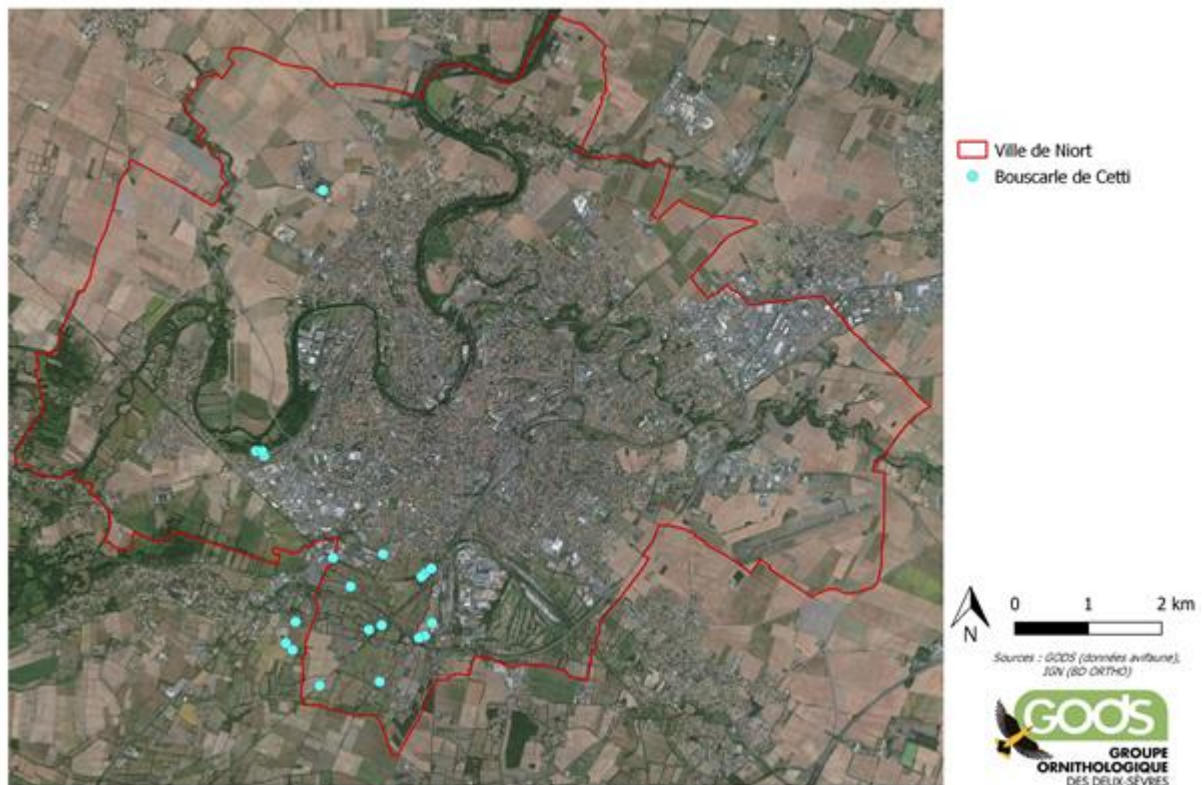 Ville de Niort
Bouscarle de Cetti
0 1 2 km
N
Sources : GODS (données avifaune),
IGN (BD ORTHO)
GODS
GROUPE
ORNITHOLOGIQUE
DES DEUX-SÈVRES